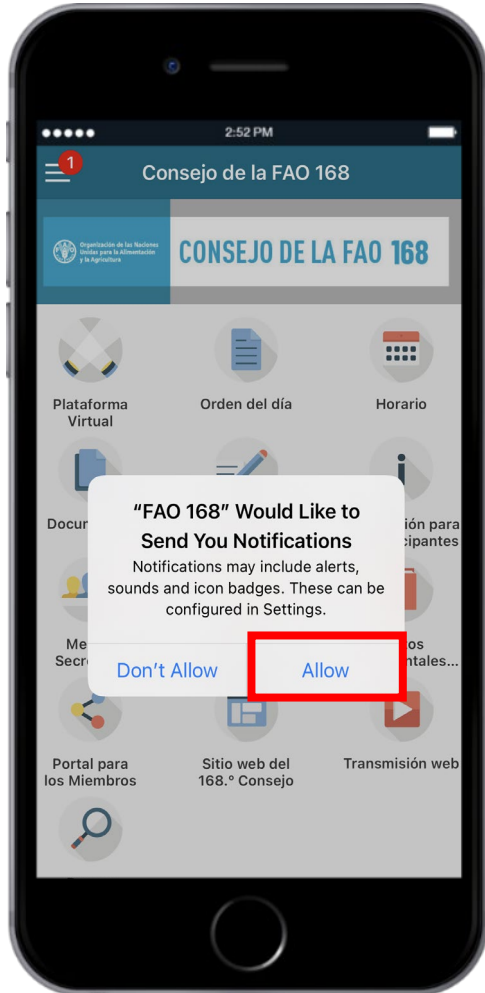 2:52 PM
1
Consejo de la FAO 168
Organización de las Naciones
Unidas para la Alimentación
y la Agricultura
CONSEJO DE LA FAO 168
Plataforma
Virtual
Orden del día
Horario
"FAO 168" Would Like to
Send You Notifications
Notifications may include alerts,
sounds and icon badges. These can be
configured in Settings.
Don't Allow
Allow
Portal para
los Miembros
Sitio web del
168.° Consejo
Transmisión web